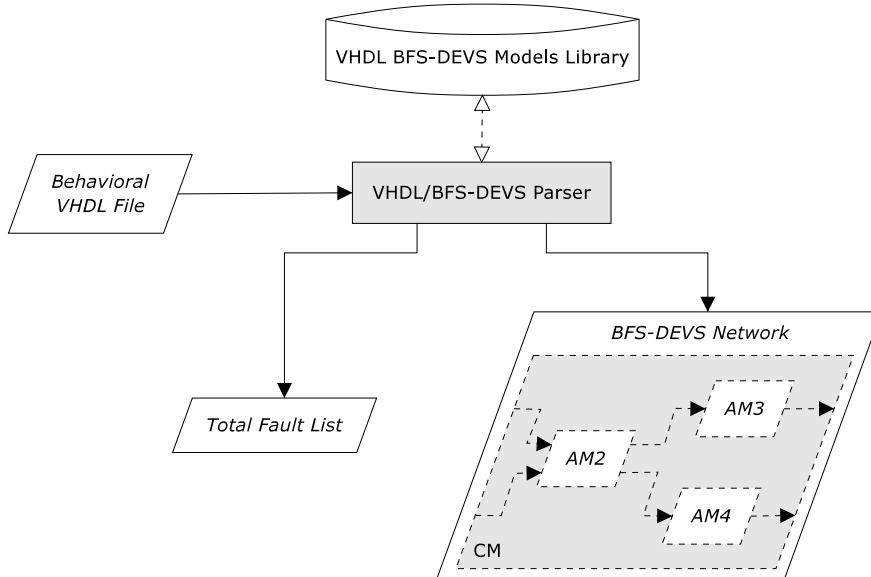 VHDL BFS-DEVS Models Library
Behavioral
VHDL File
VHDL/BFS-DEVS Parser
BFS-DEVS Network
Total Fault List
AM3
AM2
AM4
CM